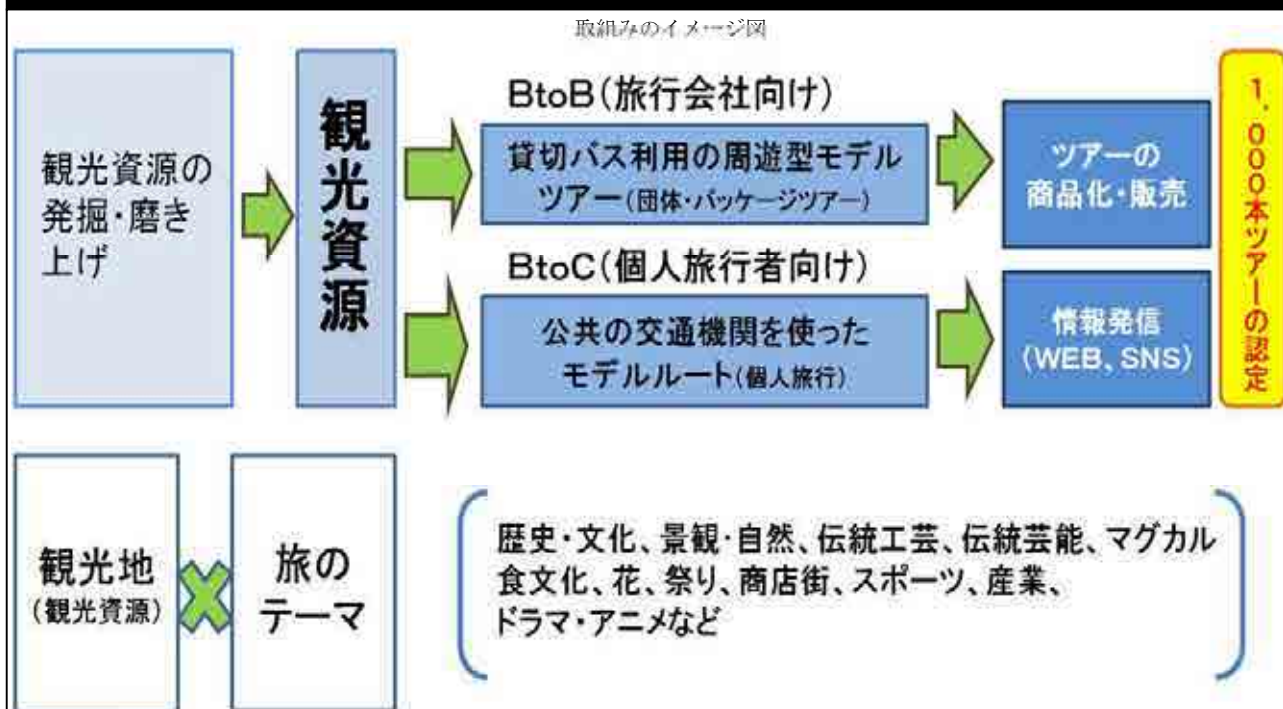 取組みのイメージ図
観光資源の
発掘・磨き
上げ
観光資源
BtoB(旅行会社向け)
貸切バス利用の周遊型モデル
ツアー(団体・パッケージツアー)
ツアーの
商品化・販売
BtoC(個人旅行者向け)
公共の交通機関を使った
モデルルート(個人旅行)
情報発信
(WEB、SNS)
1,000本ツアーの認定
観光地
(観光資源)
旅の
テーマ
歴史・文化、景観・自然、伝統工芸、伝統芸能、マグカル
食文化、花、祭り、商店街、スポーツ、産業、
ドラマ・アニメなど